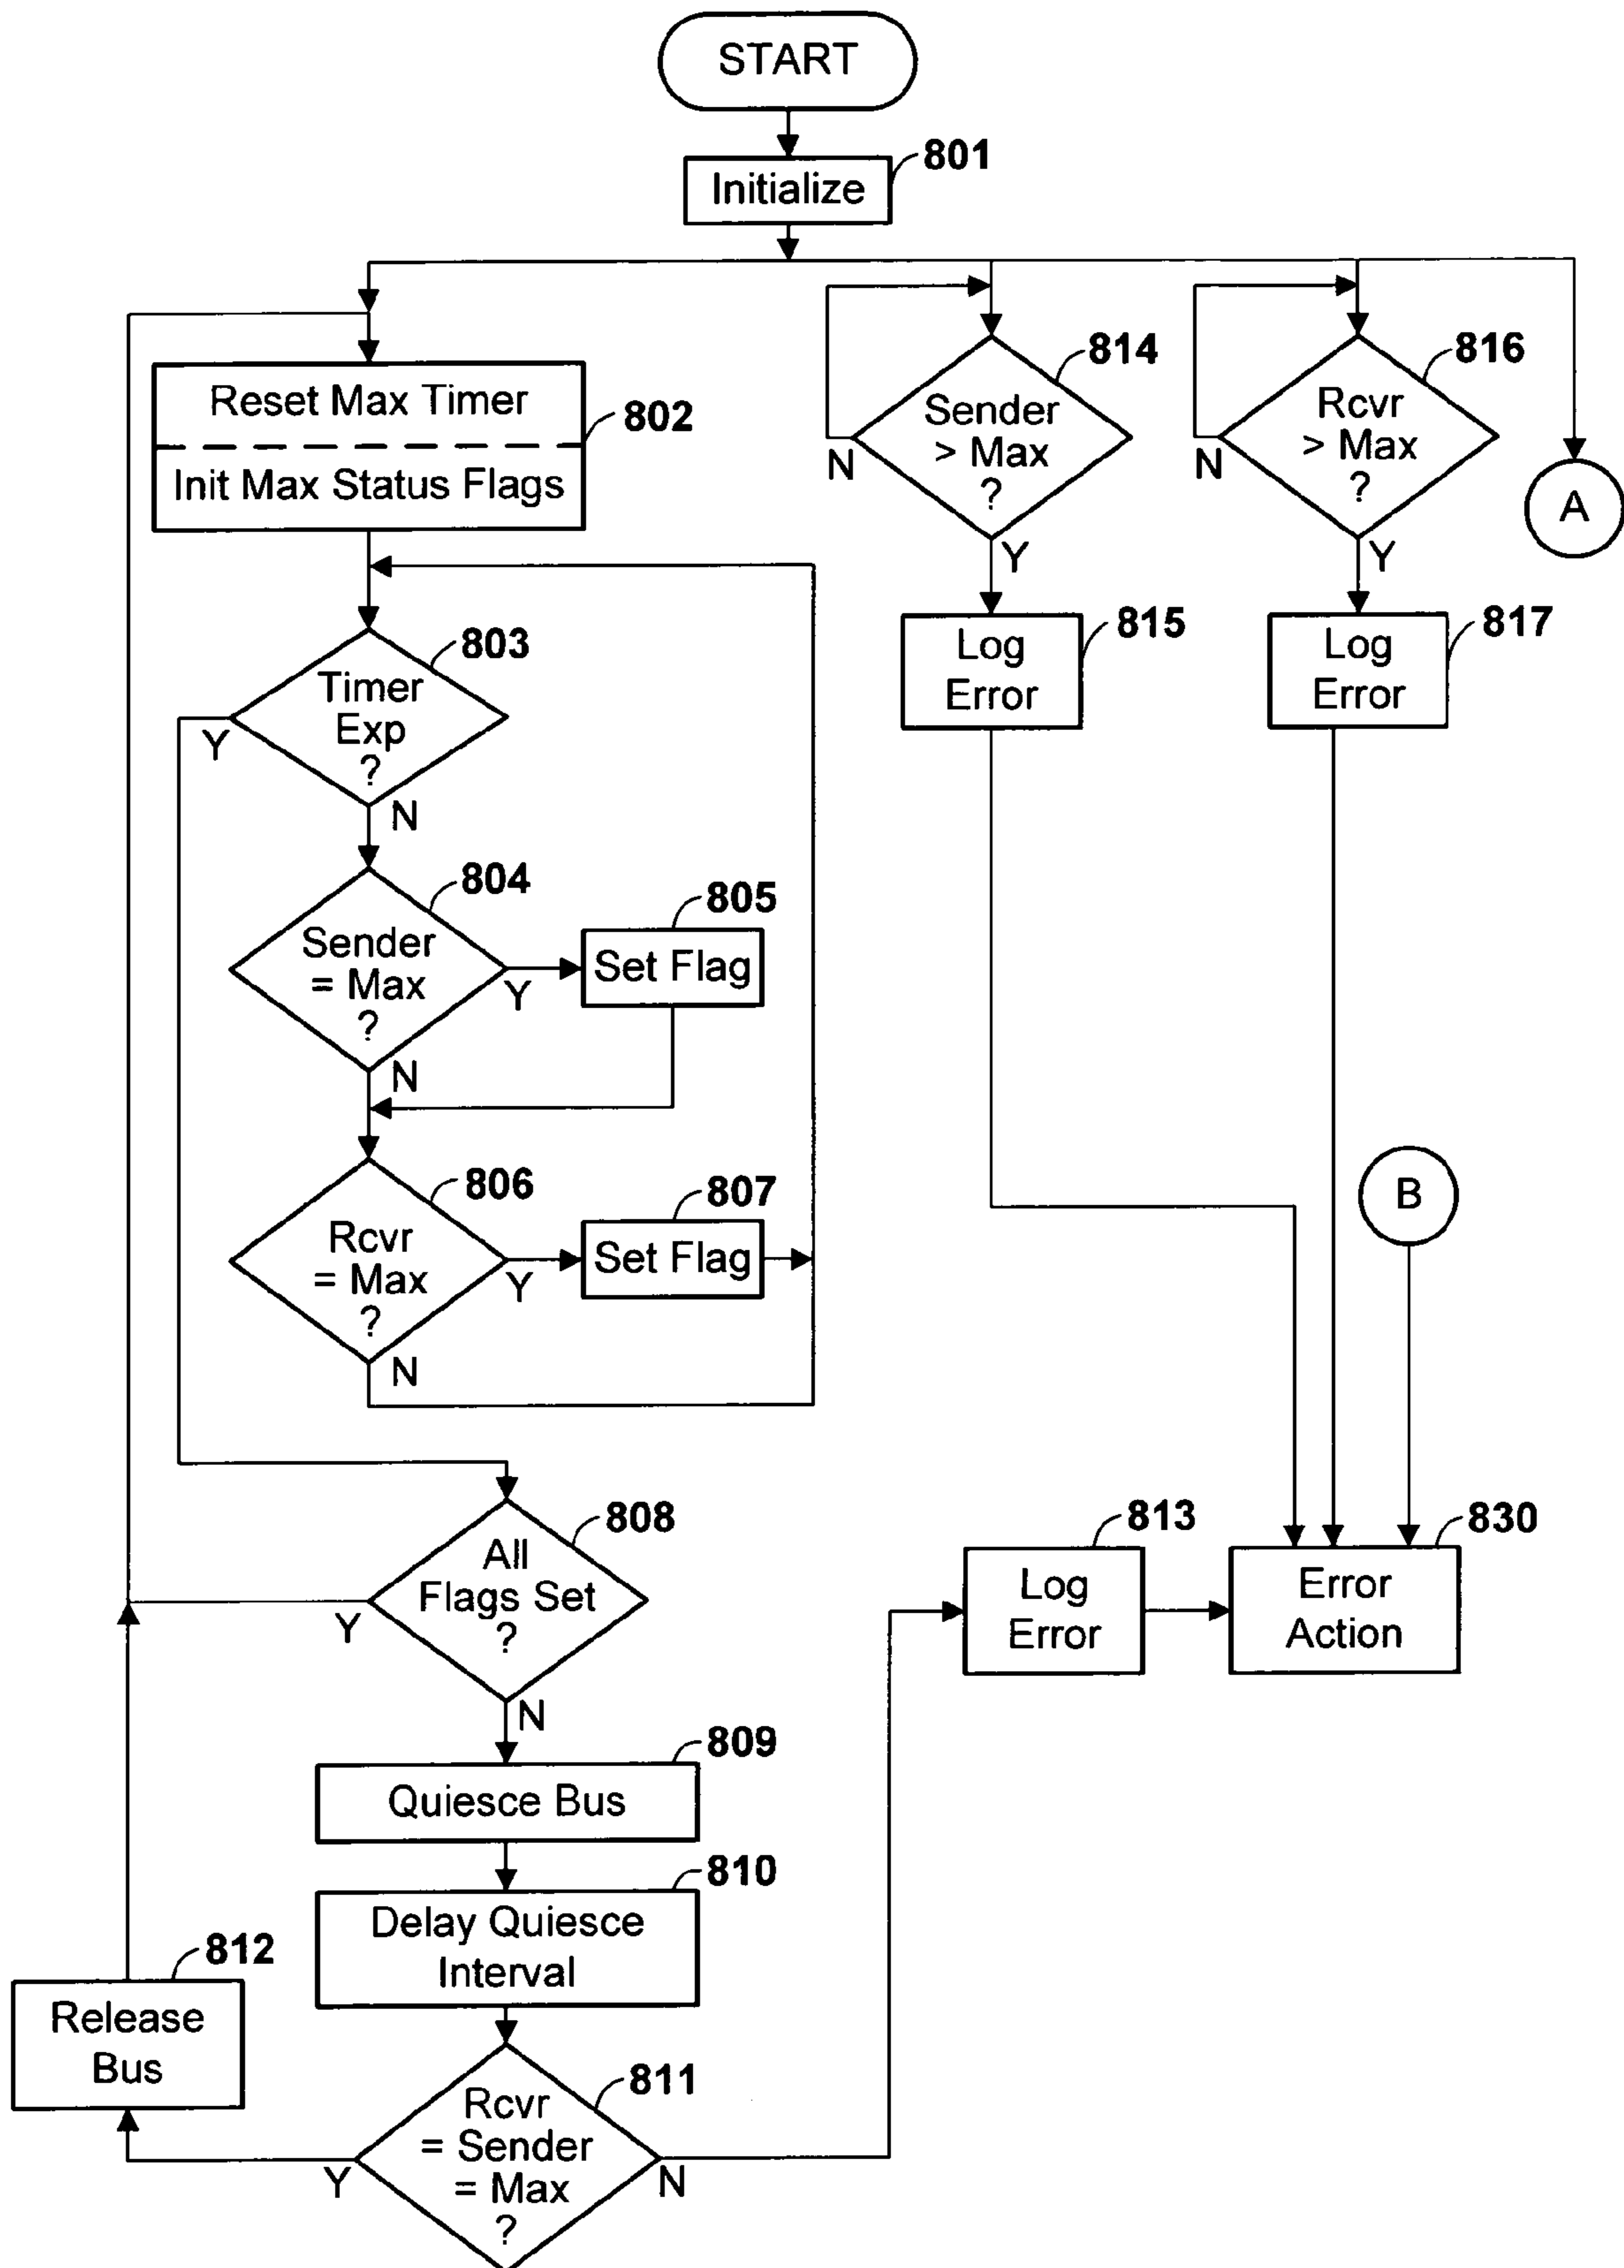 START
801
Initialize
814
Sender
> Max
?
N
Y
816
Rcvr
> Max
?
N
Y
A
Reset Max Timer
802
Init Max Status Flags
803
Timer
Exp
?
Y
N
815
Log
Error
817
Log
Error
804
Sender
= Max
?
Y
N
805
Set Flag
806
Rcvr
= Max
?
Y
N
807
Set Flag
B
808
All
Flags Set
?
Y
N
813
Log
Error
830
Error
Action
809
Quiesce Bus
810
Delay Quiesce
Interval
812
Release
Bus
811
Rcvr
= Sender
= Max
?
Y
N